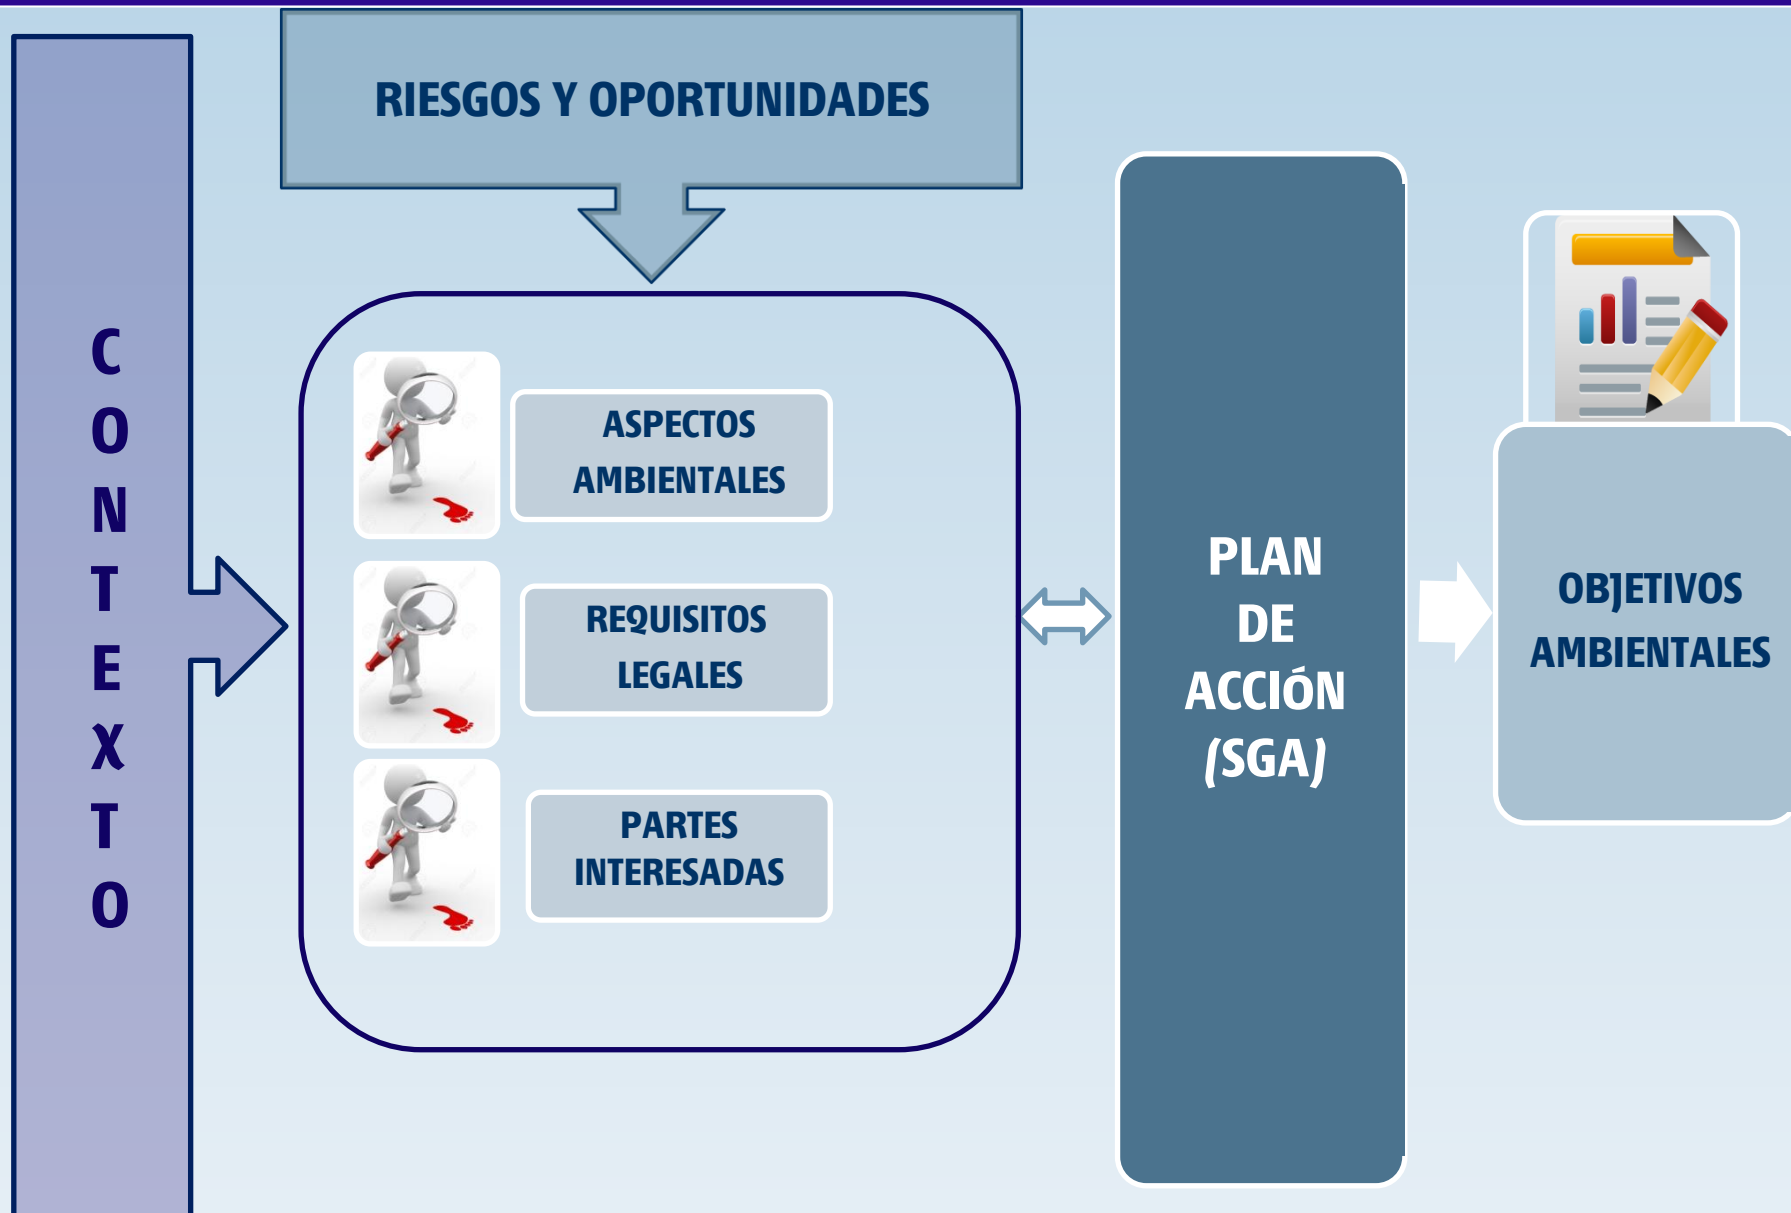 RIESGOS Y OPORTUNIDADES
C
O
N
T
E
X
T
O
ASPECTOS
AMBIENTALES
REQUISITOS
LEGALES
PARTES
INTERESADAS
PLAN
DE
ACCIÓN
(SGA)
OBJETIVOS
AMBIENTALES